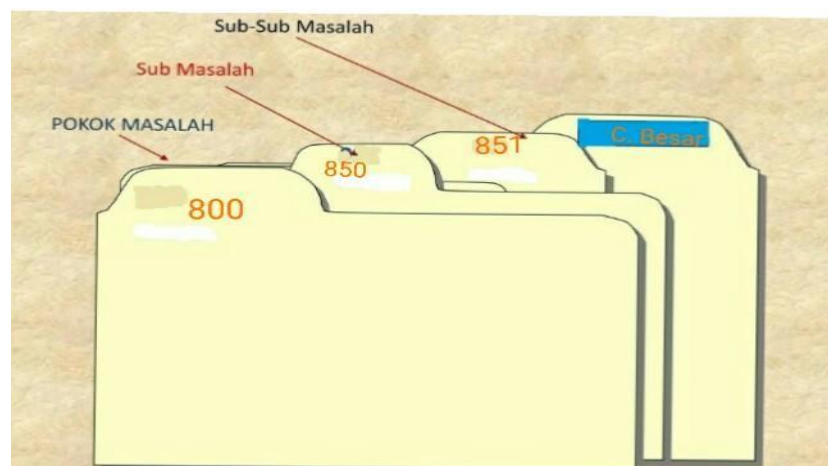 Sub-Sub Masalah
Sub Masalah
POKOK MASALAH
800
850
851
C. Besar